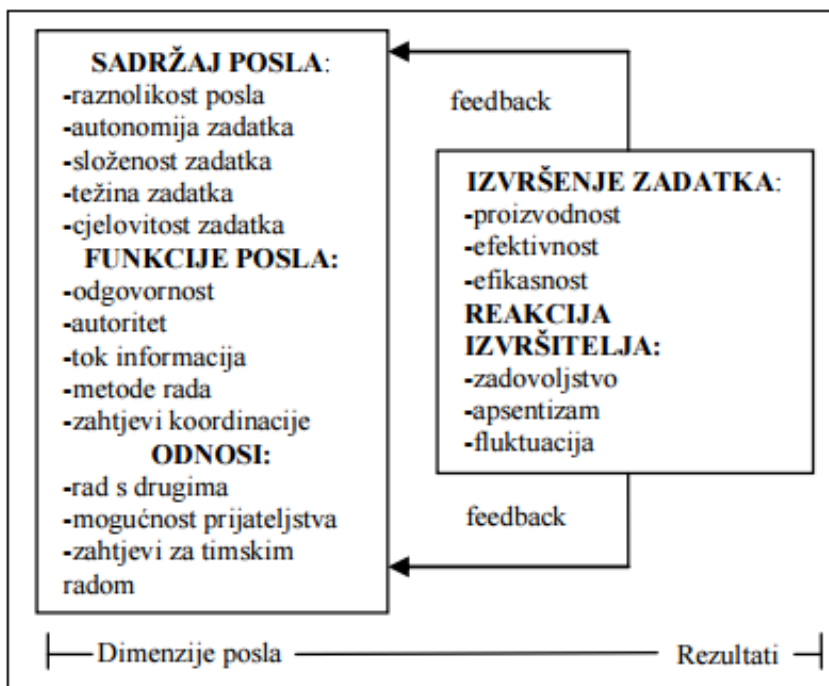 SADRŽAJ POSLA:
-raznolikost posla
-autonomija zadatka
-složenost zadatka
-težina zadatka
-cjelovitost zadatka
FUNKCIJE POSLA:
-odgovornost
-autoritet
-tok informacija
-metode rada
-zahtjevi koordinacije
ODNOSI:
-rad s drugima
-mogućnost prijateljstva
-zahtjevi za timskim
radom
feedback
IZVRŠENJE ZADATKA:
-proizvodnost
-efektivnost
-efikasnost
REAKCIJA
IZVRŠITELJA:
-zadovoljstvo
-apsentizam
-fluktuacija
feedback
Dimenzije posla
Rezultati